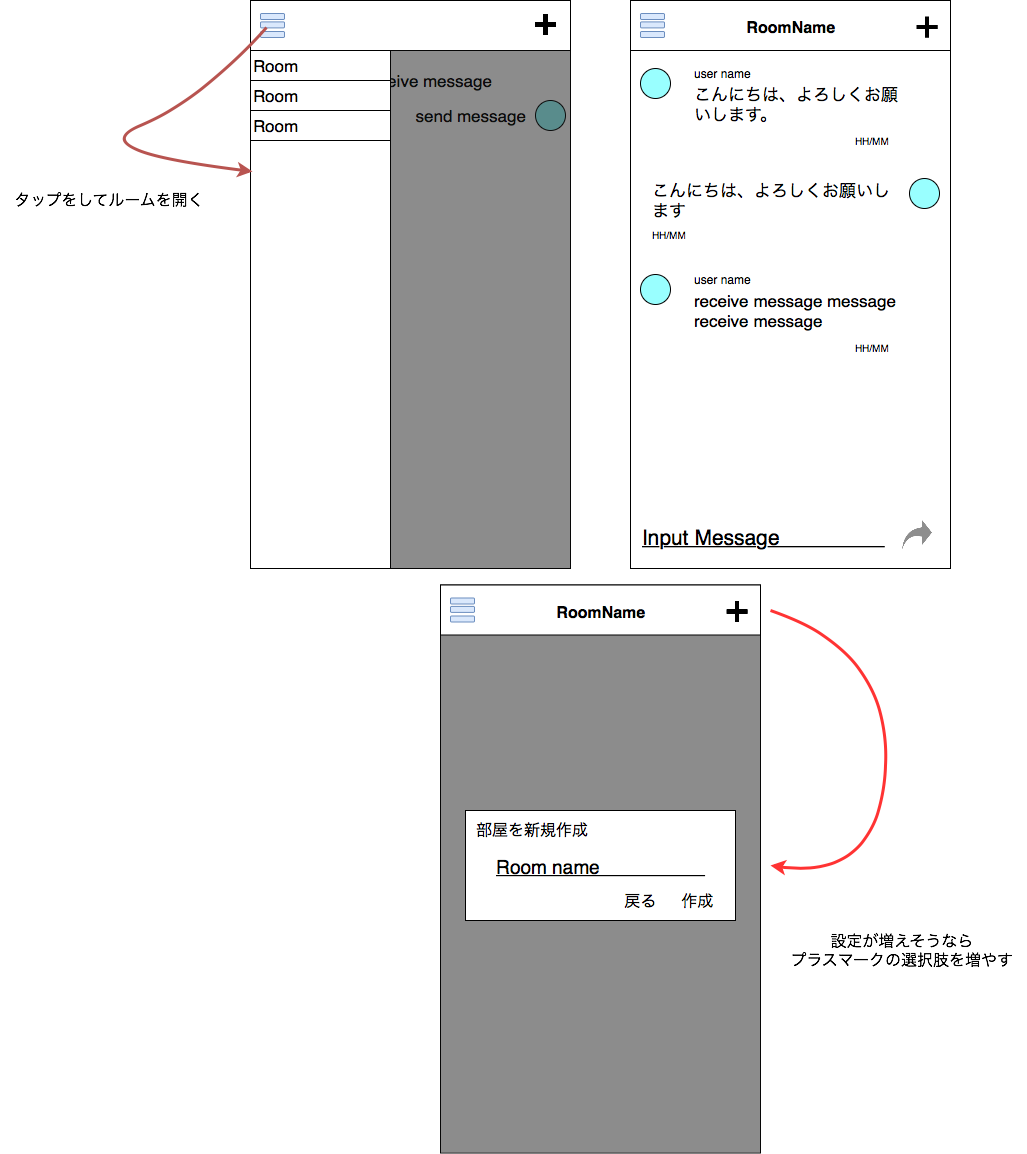 Room
Room
Room
eive message
send message
タップをしてルームを開く
RoomName
user name
こんにちは、よろしくお願
いします。
HH/MM
こんにちは、よろしくお願いし
ます
HH/MM
user name
receive message message
receive message
HH/MM
Input Message
RoomName
部屋を新規作成
Room name
戻る 作成
設定が増えそうなら
プラスマークの選択肢を増やす